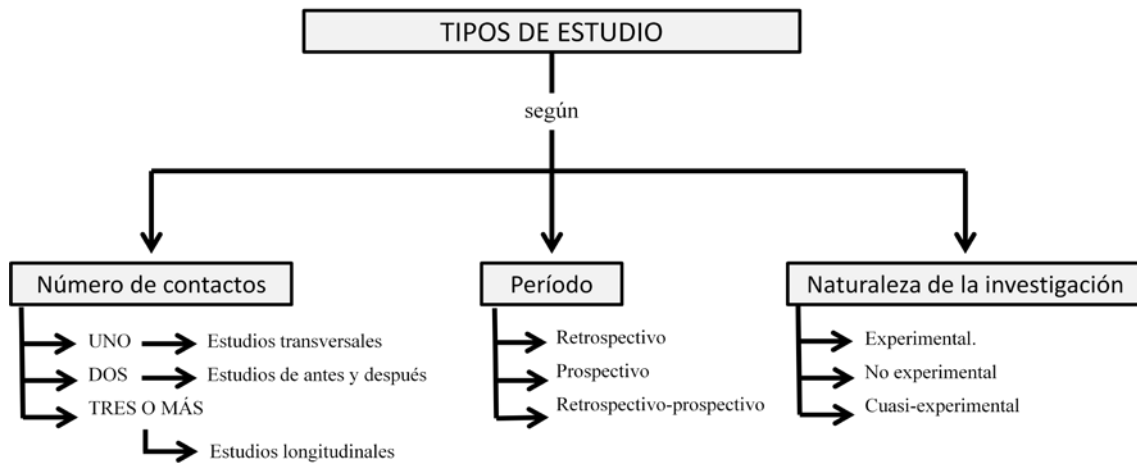 TIPOS DE ESTUDIO
según
Número de contactos
UNO
Estudios transversales
DOS
Estudios de antes y después
TRES O MÁS
Estudios longitudinales
Período
Retrospectivo
Prospectivo
Retrospectivo-prospectivo
Naturaleza de la investigación
Experimental.
No experimental
Cuasi-experimental